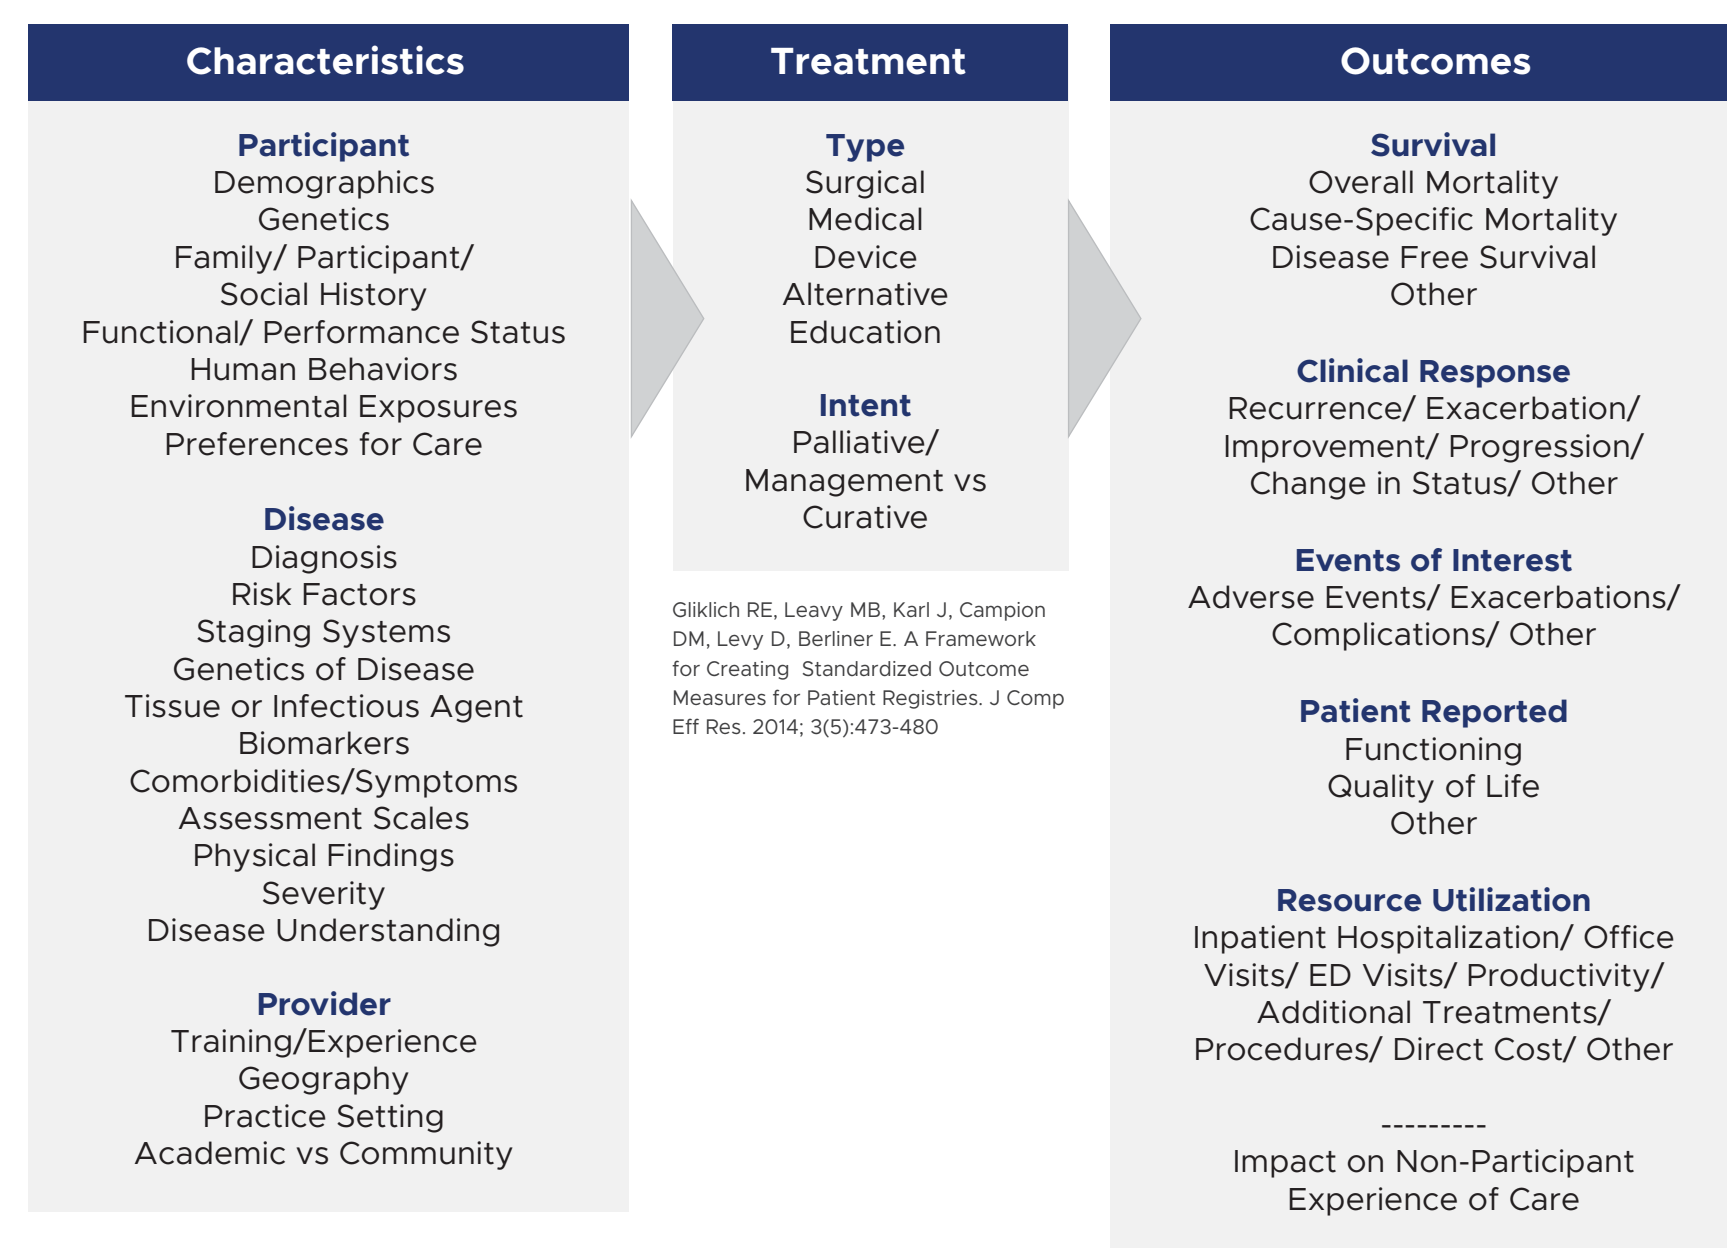 Characteristics
Participant
Demographics
Genetics
Family/ Participant/
Social History
Functional/ Performance Status
Human Behaviors
Environmental Exposures
Preferences for Care
Disease
Diagnosis
Risk Factors
Staging Systems
Genetics of Disease
Tissue or Infectious Agent
Biomarkers
Comorbidities/Symptoms
Assessment Scales
Physical Findings
Severity
Disease Understanding
Provider
Training/Experience
Geography
Practice Setting
Academic vs Community
Treatment
Type
Surgical
Medical
Device
Alternative
Education
Intent
Palliative/
Management vs
Curative
Gliklich RE, Leavy MB, Karl J, Campion
DM, Levy D, Berliner E. A Framework
for Creating  Standardized Outcome
Measures for Patient Registries. J Comp
Eff Res. 2014; 3(5):473-480
Outcomes
Survival
Overall Mortality
Cause-Specific Mortality
Disease Free Survival
Other
Clinical Response
Recurrence/ Exacerbation/
Improvement/ Progression/
Change in Status/ Other
Events of Interest
Adverse Events/ Exacerbations/
Complications/ Other
Patient Reported
Functioning
Quality of Life
Other
Resource Utilization
Inpatient Hospitalization/ Office
Visits/ ED Visits/ Productivity/
Additional Treatments/
Procedures/ Direct Cost/ Other
---------
Impact on Non-Participant
Experience of Care